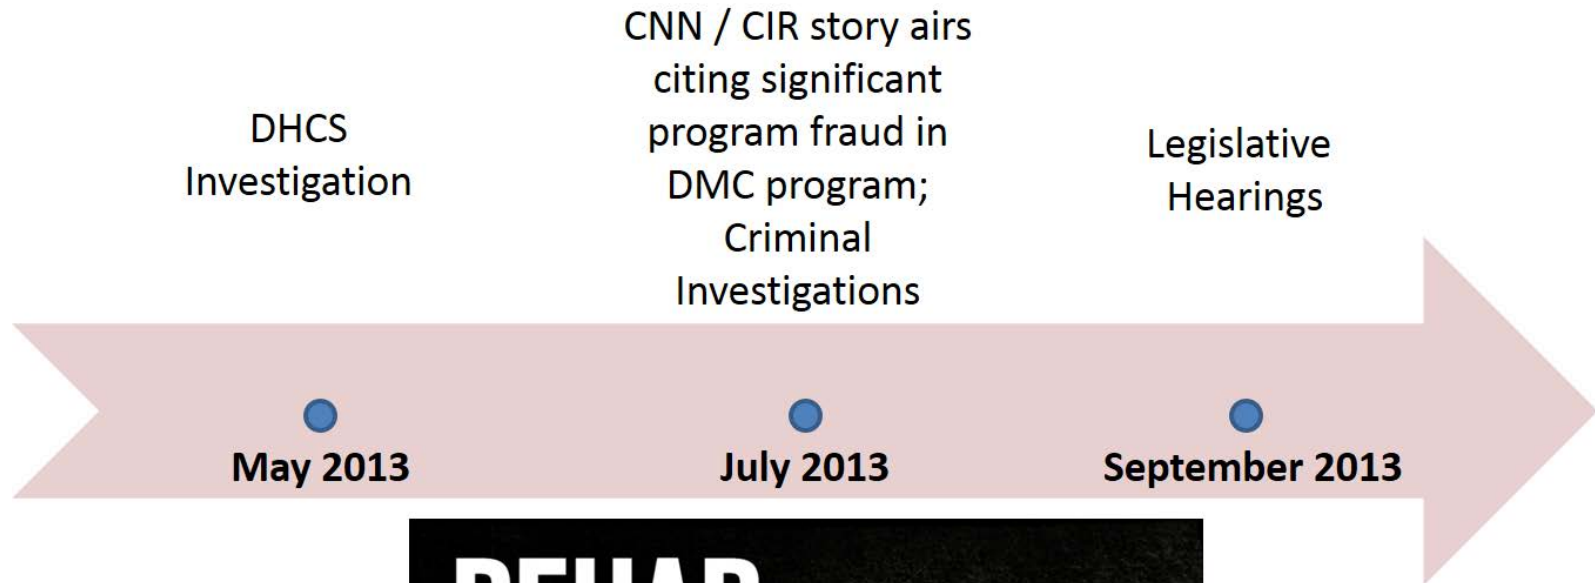 DHCS
Investigation
CNN / CIR story airs
citing significant
program fraud in
DMC program;
Criminal
Investigations
Legislative
Hearings
May 2013
July 2013
September 2013
REHAB